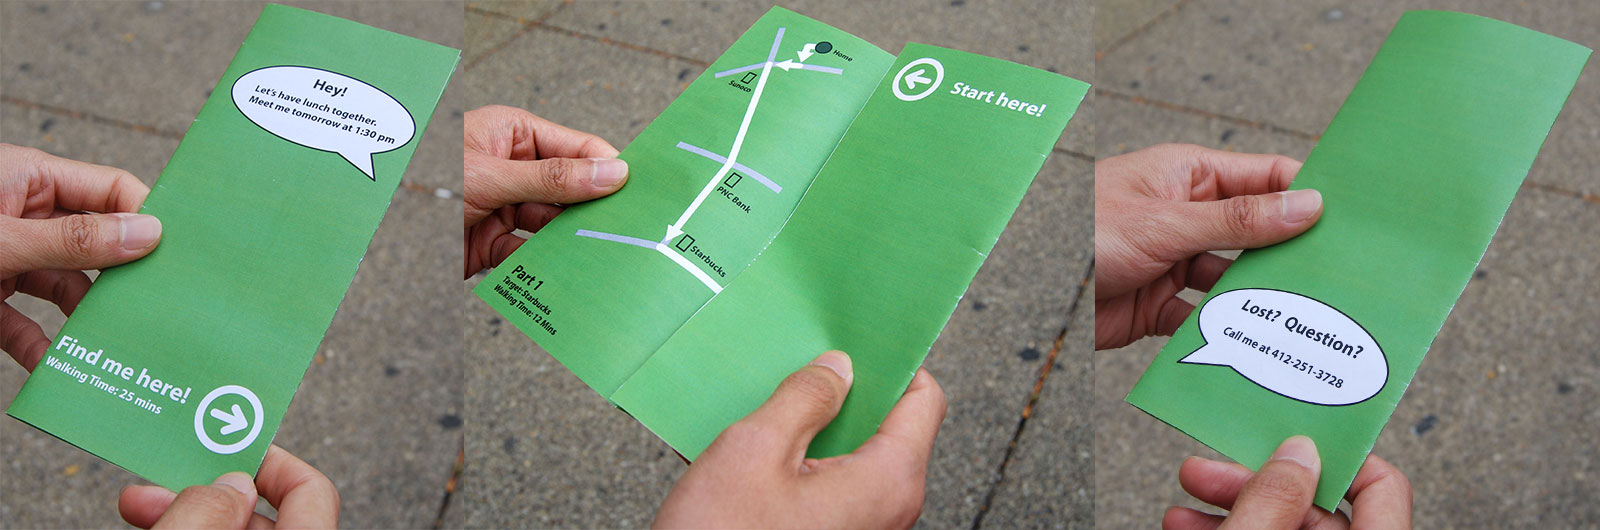 Hey!
Let's have lunch together.
Meet me tomorrow at 1:30 pm
Find me here!
Walking Time: 25 mins
Home
Sunoco
PNC Bank
Starbucks
Part 1
Target: Starbucks
Walking Time: 12 Mins
Start here!
Lost? Question?
Call me at 412-251-3728